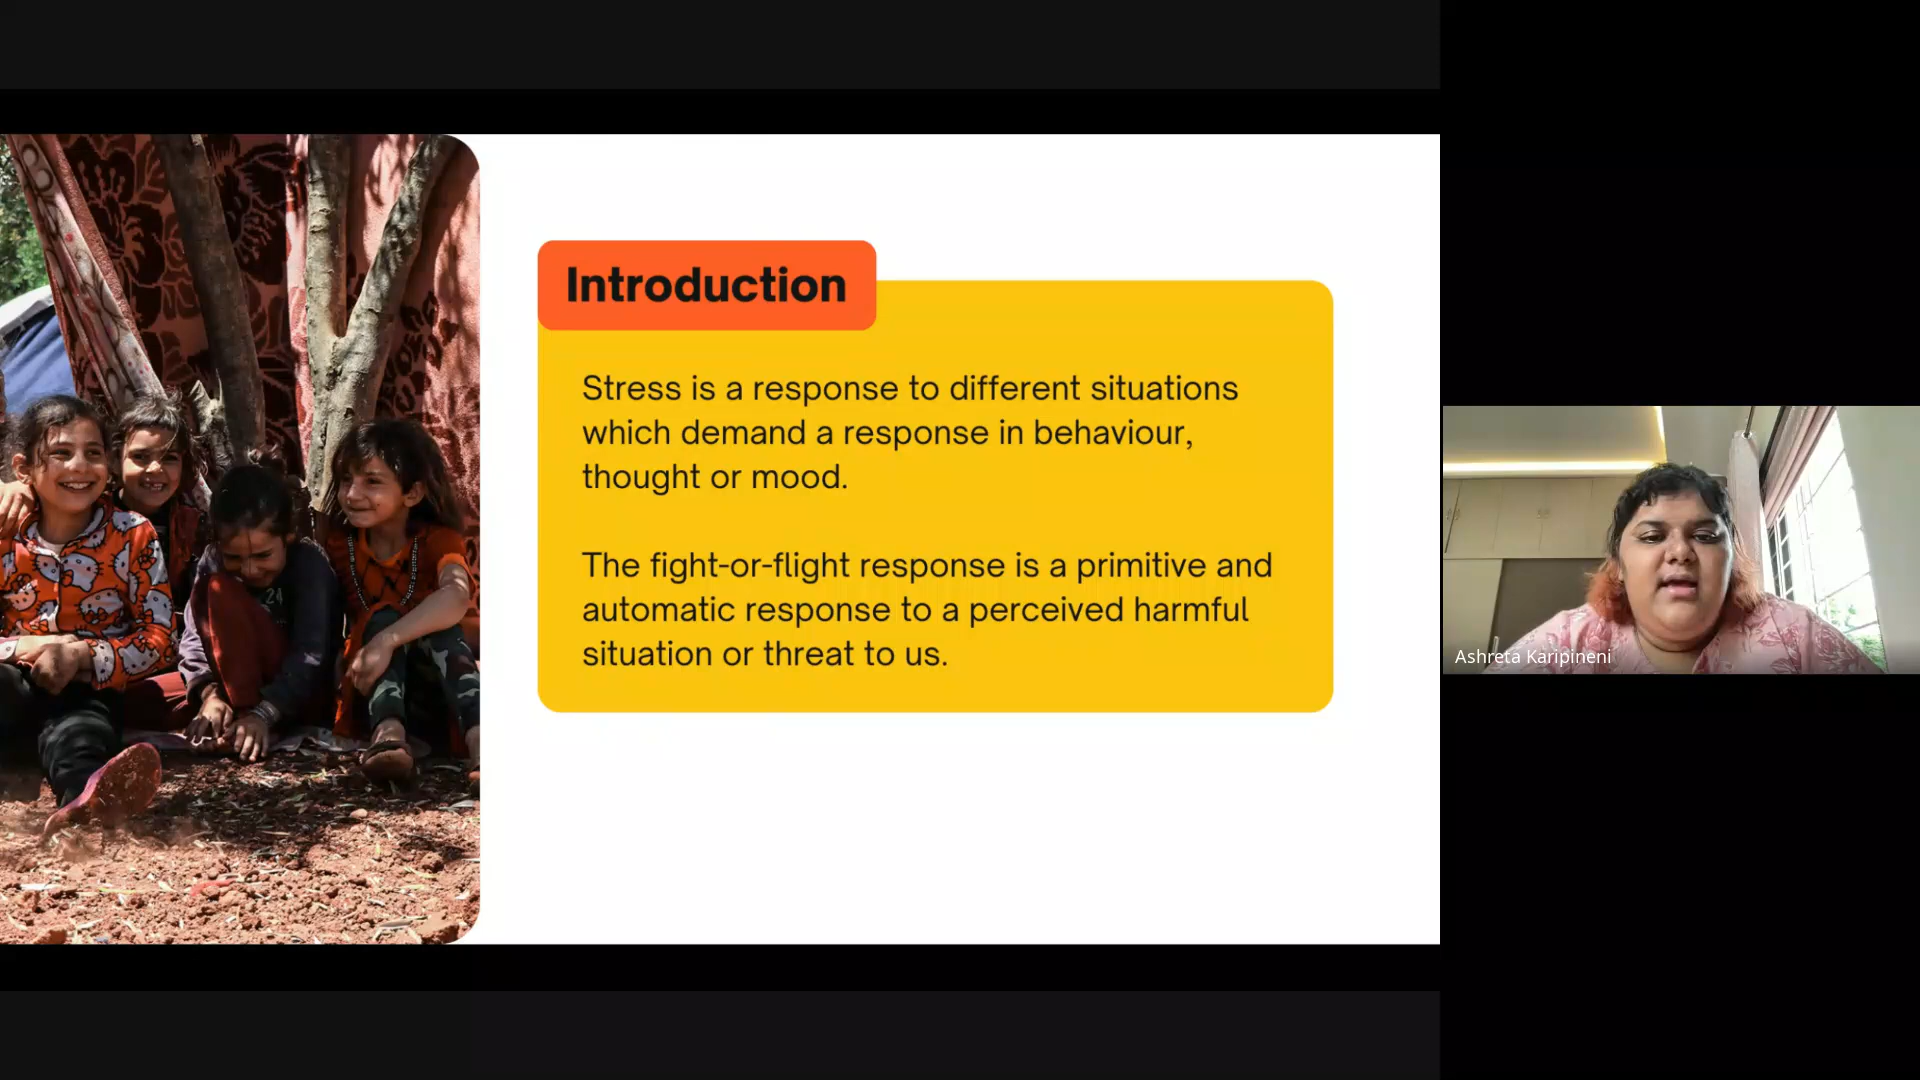 Introduction
Stress is a response to different situations
which demand a response in behaviour,
thought or mood.
The fight-or-flight response is a primitive and
automatic response to a perceived harmful
situation or threat to us.
24
Ashreta Karipineni